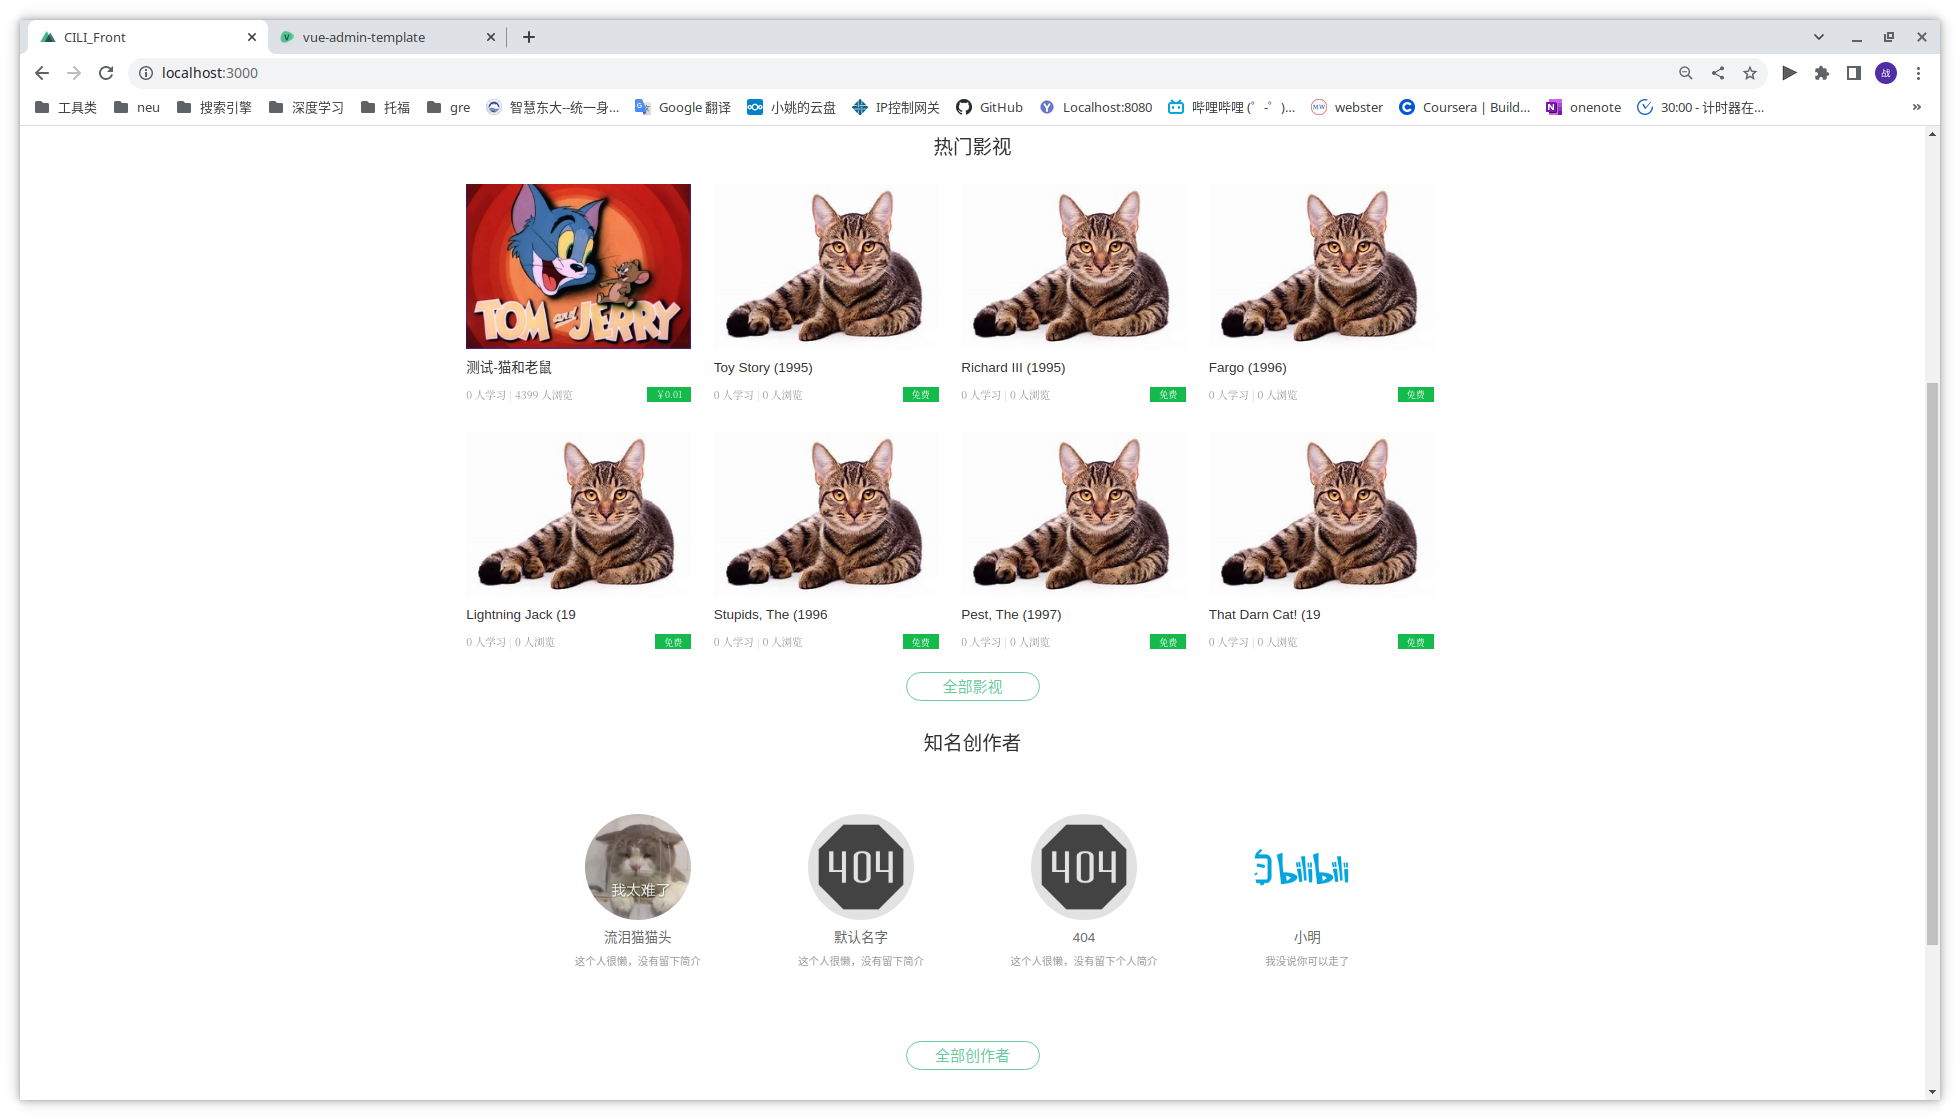 CILI_Front
vue-admin-template
localhost:3000
战
工具类
neu
搜索引擎
深度学习
托福
gre
智慧东大--统一身...
Google 翻译
小姚的云盘
IP控制网关
GitHub
Localhost:8080
哔哩哔哩 (゜-゜)...
webster
Coursera | Build...
onenote
30:00 - 计时器在...
热门影视
TOM and JERRY
测试-猫和老鼠
Toy Story (1995)
Richard III (1995)
Fargo (1996)
0 人学习 | 4399 人浏览
￥0.01
0 人学习 | 0 人浏览
免费
0 人学习 | 0 人浏览
免费
0 人学习 | 0 人浏览
免费
Lightning Jack (19
Stupids, The (1996
Pest, The (1997)
That Darn Cat! (19
0 人学习 | 0 人浏览
免费
0 人学习 | 0 人浏览
免费
0 人学习 | 0 人浏览
免费
0 人学习 | 0 人浏览
免费
全部影视
知名创作者
我太难了
404
404
bilibili
流泪猫猫头
默认名字
404
小明
这个人很懒，没有留下简介
这个人很懒，没有留下简介
这个人很懒，没有留下个人简介
我没说你可以走了
全部创作者